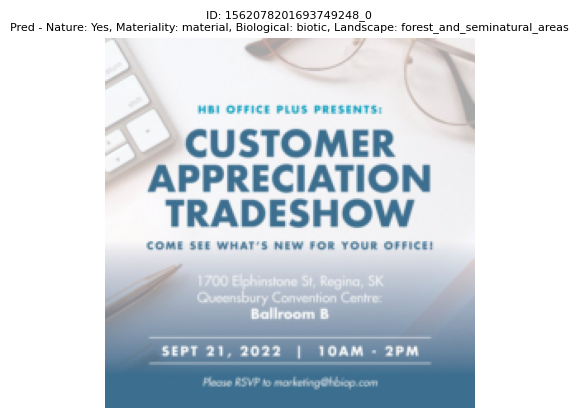 ID: 1562078201693749248_0
Pred - Nature: Yes, Materiality: material, Biological: biotic, Landscape: forest_and_seminatural_areas
HBI OFFICE PLUS PRESENTS:
CUSTOMER
APPRECIATION
TRADESHOW
COME SEE WHAT'S NEW FOR YOUR OFFICE!
1700 Elphinstone St, Regina, SK
Queensbury Convention Centre:
Ballroom B
SEPT 21, 2022 | 10AM - 2PM
Please RSVP to marketing@hbiop.com